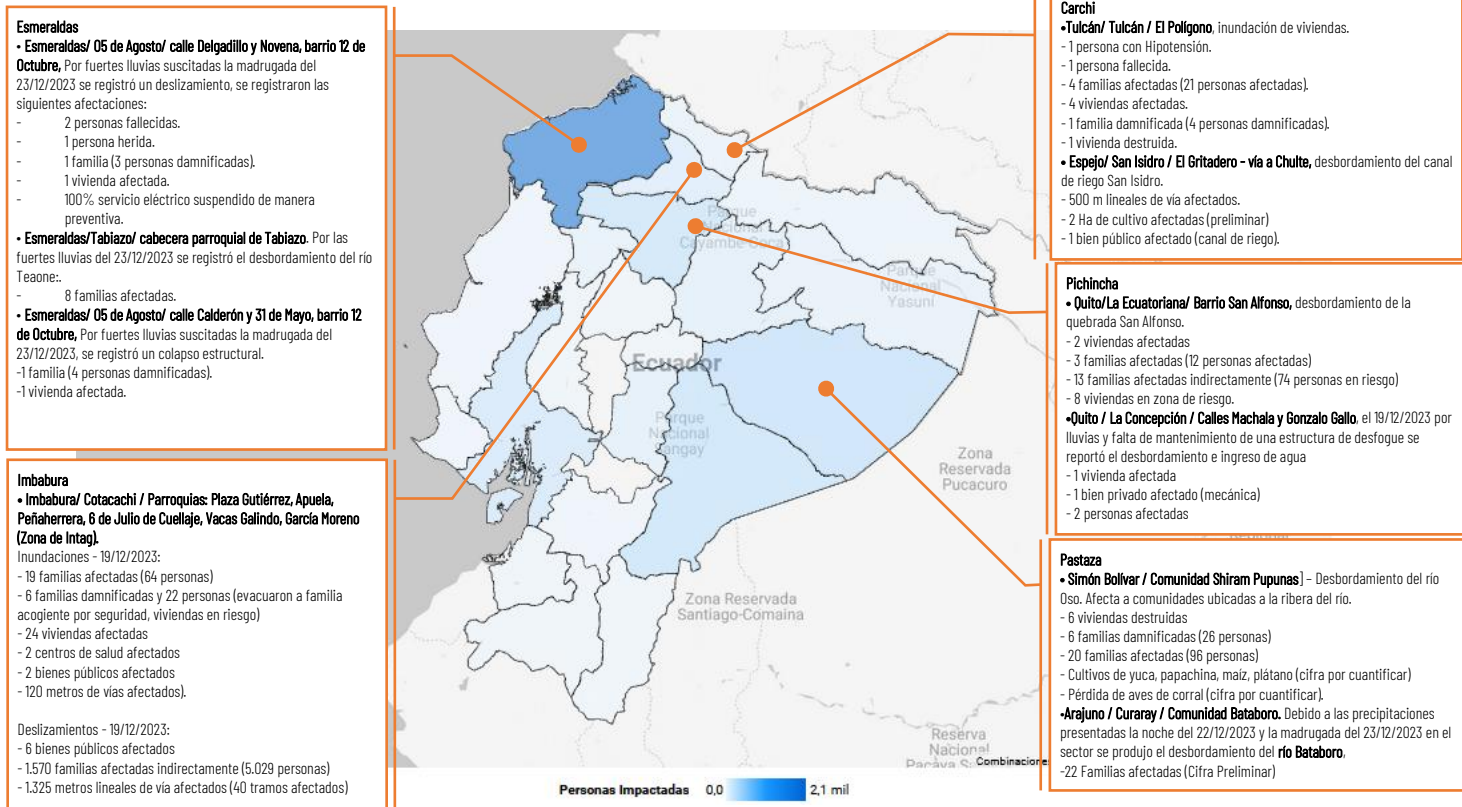 Esmeraldas
• Esmeraldas/ 05 de Agosto/ calle Delgadillo y Novena, barrio 12 de
Octubre, Por fuertes lluvias suscitadas la madrugada del
23/12/2023 se registró un deslizamiento, se registraron las
siguientes afectaciones:
- 2 personas fallecidas.
- 1 persona herida.
- 1 familia (3 personas damnificadas).
- 1 vivienda afectada.
- 100% servicio eléctrico suspendido de manera
preventiva.
• Esmeraldas/Tabiazo/ cabecera parroquial de Tabiazo. Por las
fuertes lluvias del 23/12/2023 se registró el desbordamiento del río
Teaone:.
- 8 familias afectadas.
• Esmeraldas/ 05 de Agosto/ calle Calderón y 31 de Mayo, barrio 12
de Octubre, Por fuertes lluvias suscitadas la madrugada del
23/12/2023, se registró un colapso estructural.
-1 familia (4 personas damnificadas).
-1 vivienda afectada.
Imbabura
• Imbabura/ Cotacachi / Parroquias: Plaza Gutiérrez, Apuela,
Peñaherrera, 6 de Julio de Cuellaje, Vacas Galindo, García Moreno
(Zona de Intag).
Inundaciones - 19/12/2023:
- 19 familias afectadas (64 personas)
- 6 familias damnificadas y 22 personas (evacuaron a familia
acogiente por seguridad, viviendas en riesgo)
- 24 viviendas afectadas
- 2 centros de salud afectados
- 2 bienes públicos afectados
- 120 metros de vías afectados).
Deslizamientos - 19/12/2023:
- 6 bienes públicos afectados
- 1.570 familias afectadas indirectamente (5.029 personas)
- 1.325 metros lineales de vía afectados (40 tramos afectados)
Parque
Nacional
Cayambe-Coca
Parque
Nacional
Yasuní
Ecuador
Parque
Nacional
Sangay
Zona
Reservada
Pucacuro
Zona Reservada
Santiago-Comaina
Reserva
Nacional
Pacaya S
Combinaciones
Personas Impactadas 0,0 2,1 mil
Carchi
•Tulcán/ Tulcán / El Polígono, inundación de viviendas.
- 1 persona con Hipotensión.
- 1 persona fallecida.
- 4 familias afectadas (21 personas afectadas).
- 4 viviendas afectadas.
- 1 familia damnificada (4 personas damnificadas).
- 1 vivienda destruida.
• Espejo/ San Isidro / El Gritadero - vía a Chulte, desbordamiento del canal
de riego San Isidro.
- 500 m lineales de vía afectados.
- 2 Ha de cultivo afectadas (preliminar)
- 1 bien público afectado (canal de riego).
Pichincha
• Quito/La Ecuatoriana/ Barrio San Alfonso, desbordamiento de la
quebrada San Alfonso.
- 2 viviendas afectadas
- 3 familias afectadas (12 personas afectadas)
- 13 familias afectadas indirectamente (74 personas en riesgo)
- 8 viviendas en zona de riesgo.
•Quito / La Concepción / Calles Machala y Gonzalo Gallo, el 19/12/2023 por
lluvias y falta de mantenimiento de una estructura de desfogue se
reportó el desbordamiento e ingreso de agua
- 1 vivienda afectada
- 1 bien privado afectado (mecánica)
- 2 personas afectadas
Pastaza
• Simón Bolívar / Comunidad Shiram Pupunas] – Desbordamiento del río
Oso. Afecta a comunidades ubicadas a la ribera del río.
- 6 viviendas destruidas
- 6 familias damnificadas (26 personas)
- 20 familias afectadas (96 personas)
- Cultivos de yuca, papachina, maíz, plátano (cifra por cuantificar)
- Pérdida de aves de corral (cifra por cuantificar).
•Arajuno / Curaray / Comunidad Bataboro. Debido a las precipitaciones
presentadas la noche del 22/12/2023 y la madrugada del 23/12/2023 en el
sector se produjo el desbordamiento del río Bataboro,
-22 Familias afectadas (Cifra Preliminar)